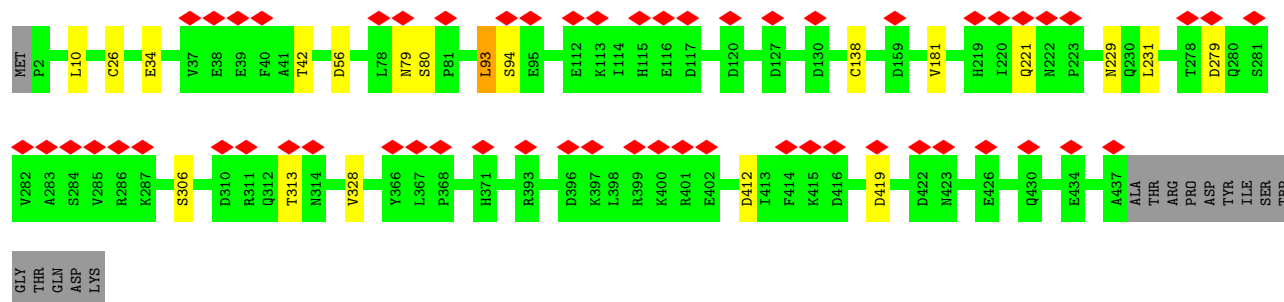 MET P2 L10 C26 E34 V37 E38 E39 F40 A41 T42 D56 L78 N79 S80 P81 L93 S94 E95 E112 K113 I114 H115 E116 D117 D120 D127 D130 C138 D159 V181 H219 I220 Q221 N222 P223 N229 Q230 L231 T278 D279 Q280 S281
V282 A283 S284 V285 R286 K287 S306 D310 R311 Q312 T313 N314 V328 Y366 L367 P368 H371 R393 D396 K397 L398 R399 K400 R401 E402 D412 I413 F414 K415 D416 D419 D422 N423 E426 Q430 E434 A437 ALA THR ARG PRO ASP TYR ILE SER TRP
GLY THR GLN ASP LYS